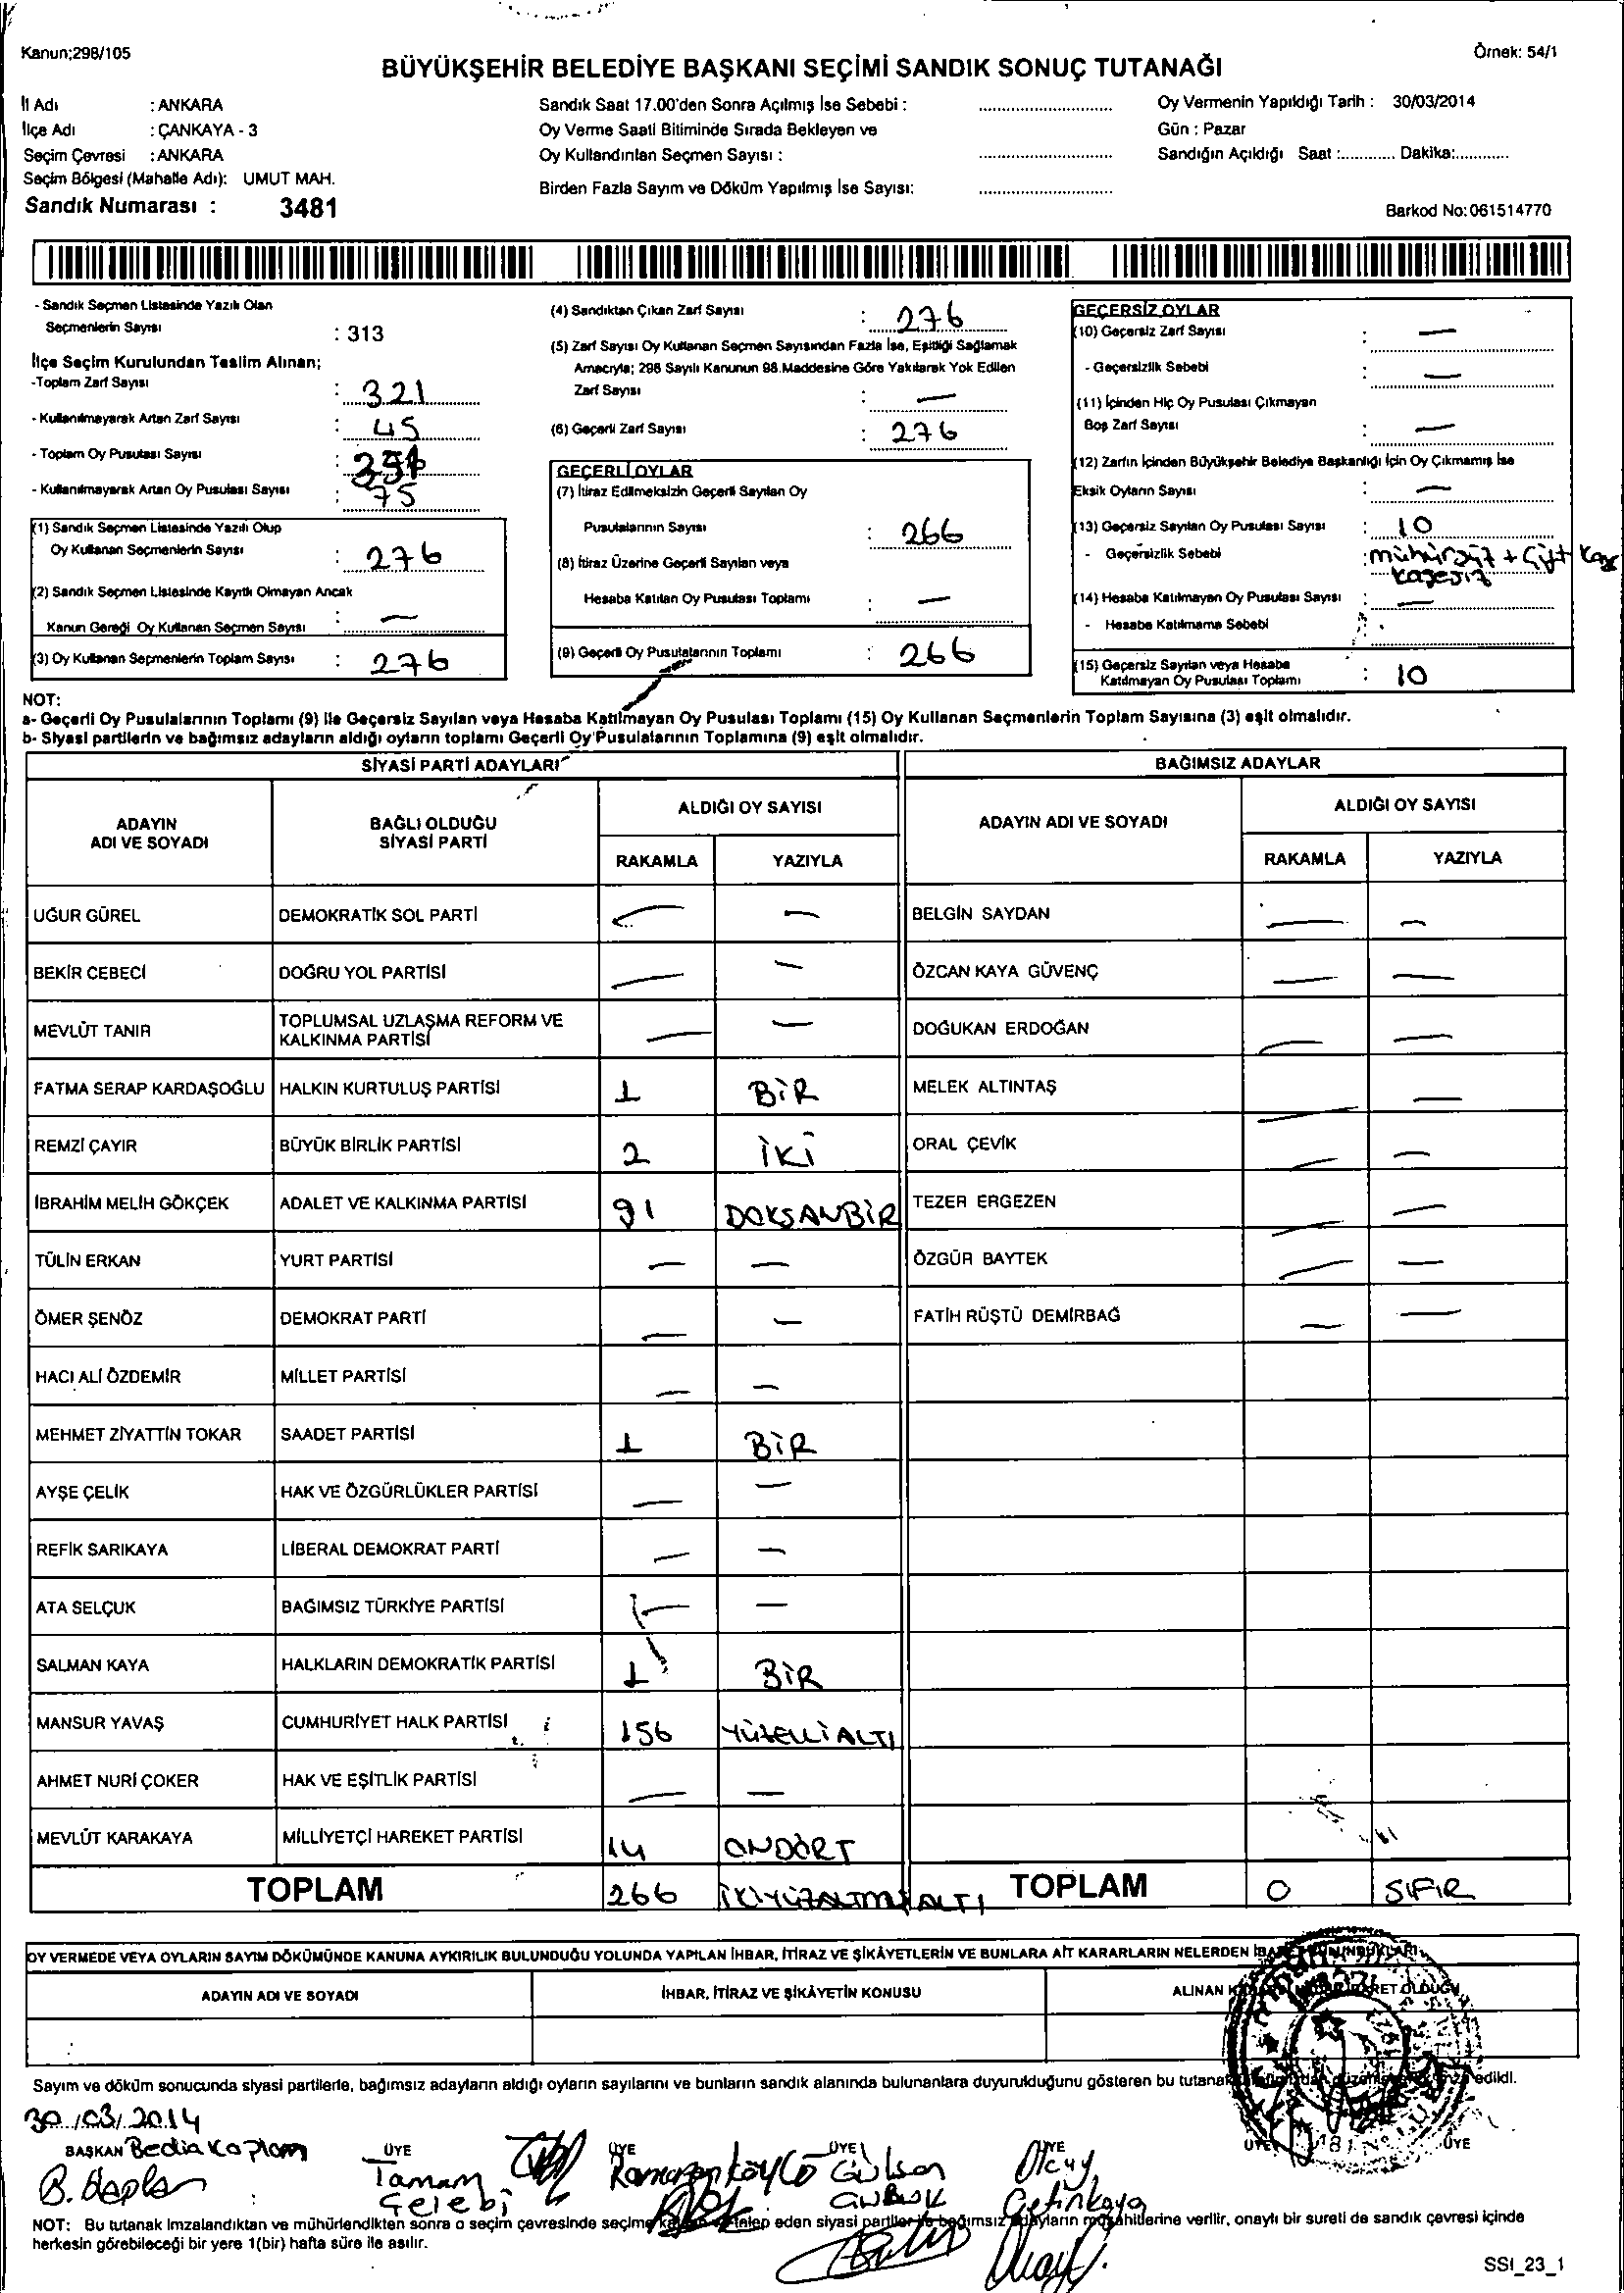 Kanun;298/105
Örnek: 54/1
BÜYÜKŞEHİR BELEDİYE BAŞKANI SEÇİMİ SANDIK SONUÇ TUTANAĞI
İl Adı : ANKARA
İlçe Adı : ÇANKAYA - 3
Seçim Çevresi : ANKARA
Seçim Bölgesi (Mahalle Adı): UMUT MAH.
Sandık Numarası : 3481
Sandık Saat 17.00'den Sonra Açılmış İse Sebebi : ............................
Oy Verme Saati Bitiminde Sırada Bekleyen ve
Oy Kullandırılan Seçmen Sayısı : ............................
Birden Fazla Sayım ve Döküm Yapılmış İse Sayısı: ............................
Oy Vermenin Yapıldığı Tarih : 30/03/2014
Gün : Pazar
Sandığın Açıldığı Saat :............ Dakika:............
Barkod No:061514770
- Sandık Seçmen Listesinde Yazılı Olan
Seçmenlerin Sayısı : 313
İlçe Seçim Kurulundan Teslim Alınan;
-Toplam Zarf Sayısı : 321
- Kullanılmayarak Artan Zarf Sayısı : 45
- Toplam Oy Pusulası Sayısı :
- Kullanılmayarak Artan Oy Pusulası Sayısı : 75
(1) Sandık Seçmen Listesinde Yazılı Olup
Oy Kullanan Seçmenlerin Sayısı : 276
(2) Sandık Seçmen Listesinde Kayıtlı Olmayan Ancak
Kanun Gereği Oy Kullanan Seçmen Sayısı : —
(3) Oy Kullanan Seçmenlerin Toplam Sayısı : 276
(4) Sandıktan Çıkan Zarf Sayısı : 276
(5) Zarf Sayısı Oy Kullanan Seçmen Sayısından Fazla İse, Eşitliği Sağlamak
Amacıyla; 298 Sayılı Kanunun 98.Maddesine Göre Yakılarak Yok Edilen
Zarf Sayısı : —
(6) Geçerli Zarf Sayısı : 276
GEÇERLİ OYLAR
(7) İtiraz Edilmeksizin Geçerli Sayılan Oy
Pusulalarının Sayısı : 266
(8) İtiraz Üzerine Geçerli Sayılan veya
Hesaba Katılan Oy Pusulası Toplamı : —
(9) Geçerli Oy Pusulalarının Toplamı : 266
GEÇERSİZ OYLAR
(10) Geçersiz Zarf Sayısı : —
- Geçersizlik Sebebi : —
(11) İçinden Hiç Oy Pusulası Çıkmayan
Boş Zarf Sayısı : —
(12) Zarfın İçinden Büyükşehir Belediye Başkanlığı İçin Oy Çıkmamış İse
Eksik Oyların Sayısı : —
(13) Geçersiz Sayılan Oy Pusulası Sayısı : 10
- Geçersizlik Sebebi : mühürsüz + Çift Kaşe
kaşesiz
(14) Hesaba Katılmayan Oy Pusulası Sayısı : —
- Hesaba Katılmama Sebebi :
(15) Geçersiz Sayılan veya Hesaba
Katılmayan Oy Pusulası Toplamı : 10
NOT:
a- Geçerli Oy Pusulalarının Toplamı (9) ile Geçersiz Sayılan veya Hesaba Katılmayan Oy Pusulası Toplamı (15) Oy Kullanan Seçmenlerin Toplam Sayısına (3) eşit olmalıdır.
b- Siyasi partilerin ve bağımsız adayların aldığı oyların toplamı Geçerli Oy Pusulalarının Toplamına (9) eşit olmalıdır.
SİYASİ PARTİ ADAYLARI
BAĞIMSIZ ADAYLAR
ADAYIN ADI VE SOYADI
BAĞLI OLDUĞU SİYASİ PARTİ
ALDIĞI OY SAYISI
RAKAMLA YAZIYLA
ADAYIN ADI VE SOYADI
ALDIĞI OY SAYISI
RAKAMLA YAZIYLA
UĞUR GÜREL DEMOKRATİK SOL PARTİ — — BELGİN SAYDAN — —
BEKİR CEBECİ DOĞRU YOL PARTİSİ — — ÖZCAN KAYA GÜVENÇ — —
MEVLÜT TANIR TOPLUMSAL UZLAŞMA REFORM VE KALKINMA PARTİSİ — — DOĞUKAN ERDOĞAN — —
FATMA SERAP KARDAŞOĞLU HALKIN KURTULUŞ PARTİSİ 1 BİR MELEK ALTINTAŞ — —
REMZİ ÇAYIR BÜYÜK BİRLİK PARTİSİ 2 İKİ ORAL ÇEVİK — —
İBRAHİM MELİH GÖKÇEK ADALET VE KALKINMA PARTİSİ 91 DOKSANBİR TEZER ERGEZEN — —
TÜLİN ERKAN YURT PARTİSİ — — ÖZGÜR BAYTEK — —
ÖMER ŞENÖZ DEMOKRAT PARTİ — — FATİH RÜŞTÜ DEMİRBAĞ — —
HACI ALİ ÖZDEMİR MİLLET PARTİSİ — —
MEHMET ZİYATTİN TOKAR SAADET PARTİSİ 1 BİR
AYŞE ÇELİK HAK VE ÖZGÜRLÜKLER PARTİSİ — —
REFİK SARIKAYA LİBERAL DEMOKRAT PARTİ — —
ATA SELÇUK BAĞIMSIZ TÜRKİYE PARTİSİ — —
SALMAN KAYA HALKLARIN DEMOKRATİK PARTİSİ 1 BİR
MANSUR YAVAŞ CUMHURİYET HALK PARTİSİ 156 YÜZELLİALTI
AHMET NURİ ÇOKER HAK VE EŞİTLİK PARTİSİ — —
MEVLÜT KARAKAYA MİLLİYETÇİ HAREKET PARTİSİ 14 ONDÖRT
TOPLAM 266 İKİYÜZALTMIŞALTI TOPLAM 0 SIFIR
OY VERMEDE VEYA OYLARIN SAYIM DÖKÜMÜNDE KANUNA AYKIRILIK BULUNDUĞU YOLUNDA YAPILAN İHBAR, İTİRAZ VE ŞİKÂYETLERİN VE BUNLARA AİT KARARLARIN NELERDEN
ADAYIN ADI VE SOYADI İHBAR, İTİRAZ VE ŞİKÂYETİN KONUSU ALINAN
Sayım ve döküm sonucunda siyasi partilerle, bağımsız adayların aldığı oyların sayılarını ve bunların sandık alanında bulunanlara duyurulduğunu gösteren bu edildi.
30/03/2014
BAŞKAN Bedia Kaplan ÜYE ÜYE ÜYE ÜYE ÜYE ÜYE
B. Kaplan Tamam Çelebi Ramazan Gülsen Olcay Çetinkaya
NOT: Bu tutanak imzalandıktan ve mühürlendikten sonra o seçim çevresinde seçime talep eden siyasi partiler bağımsız müşahitlerine verilir, onaylı bir sureti de sandık çevresi içinde
herkesin görebileceği bir yere 1(bir) hafta süre ile asılır.
SSI_23_1